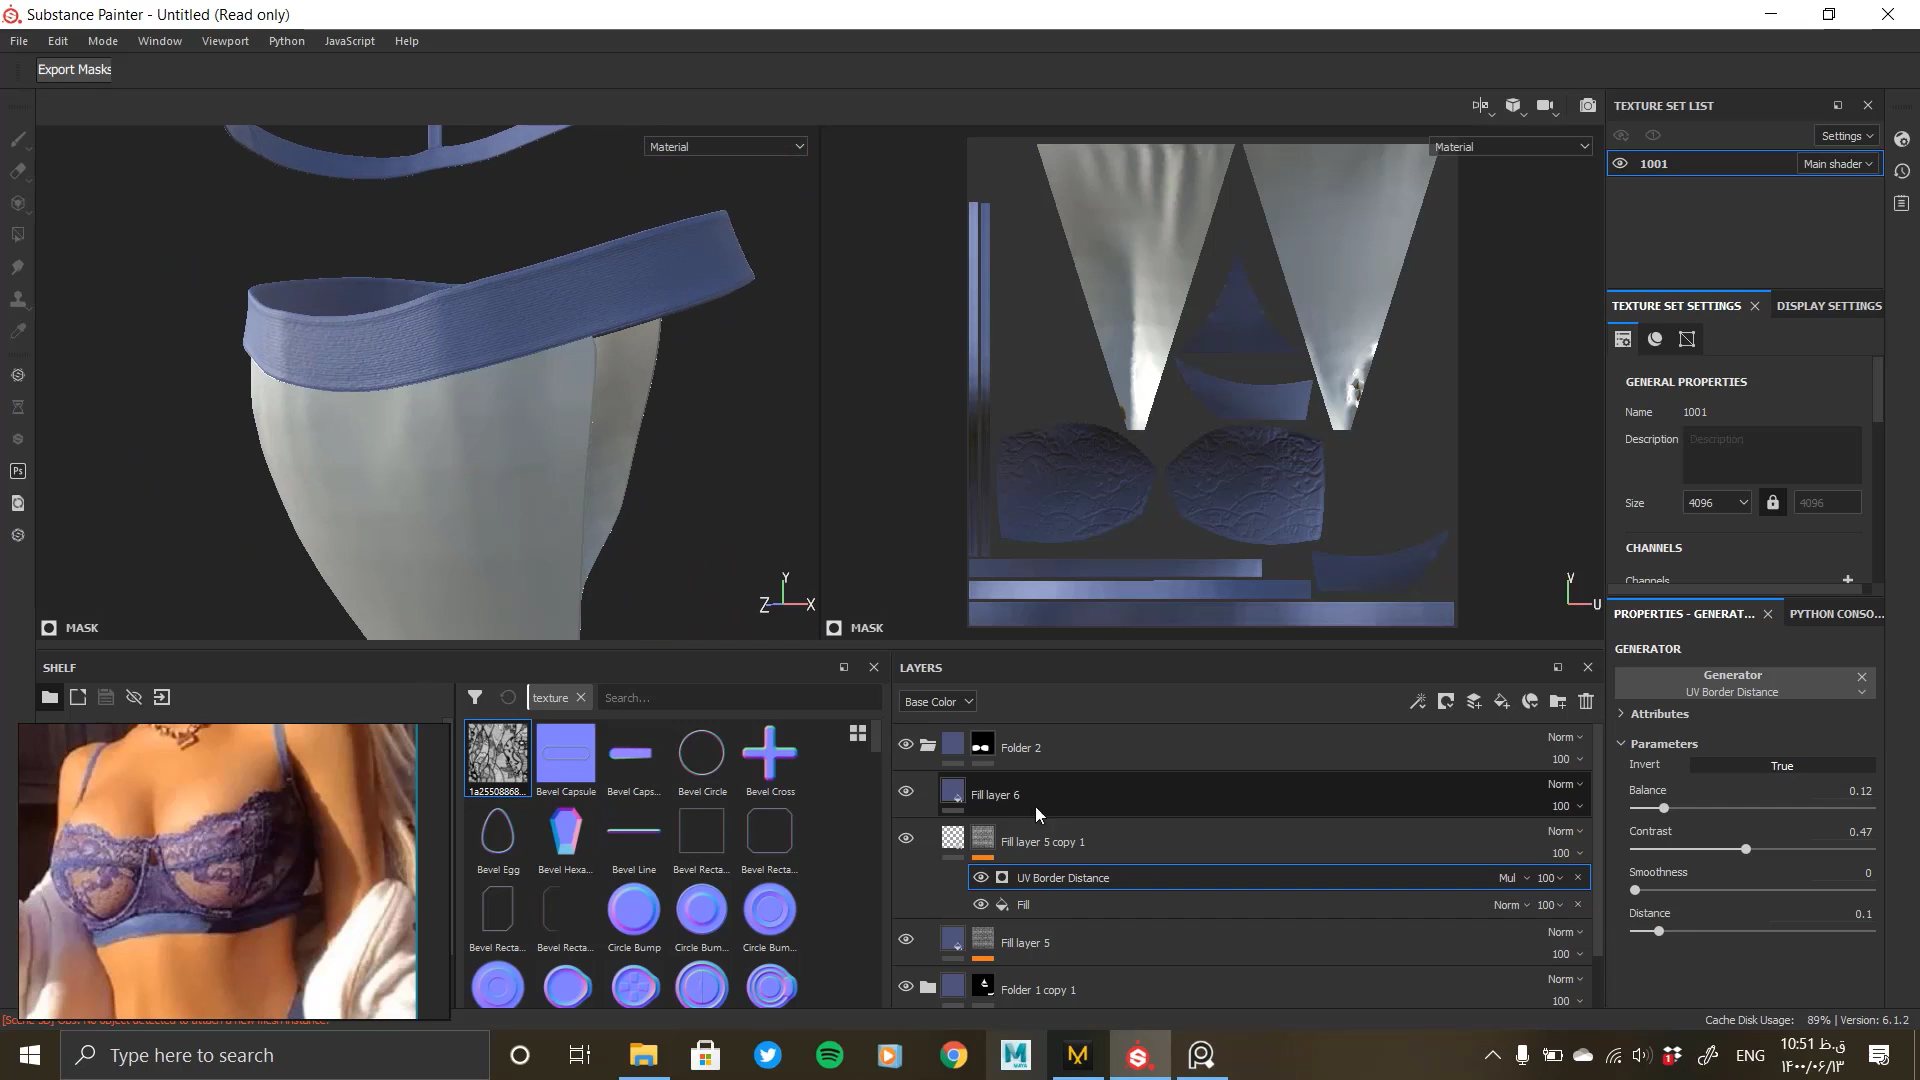 Substance Painter - Untitled (Read only)
File Edit Mode Window Viewport Python JavaScript Help
Export Masks
Material
Material
MASK
MASK
Y
Z
X
V
U
TEXTURE SET LIST
Settings
1001
Main shader
TEXTURE SET SETTINGS
DISPLAY SETTINGS
GENERAL PROPERTIES
Name 1001
Description Description
Size 4096 4096
CHANNELS
Channels
PROPERTIES - GENERAT...
PYTHON CONSO...
GENERATOR
Generator
UV Border Distance
Attributes
Parameters
Invert True
Balance 0.12
Contrast 0.47
Smoothness 0
Distance 0.1
SHELF
texture Search...
1a25508868... Bevel Capsule Bevel Caps... Bevel Circle Bevel Cross
Bevel Egg Bevel Hexa... Bevel Line Bevel Recta... Bevel Recta...
Bevel Recta... Bevel Recta... Circle Bump Circle Bum... Circle Bum...
LAYERS
Base Color
Folder 2 Norm 100
Fill layer 6 Norm 100
Fill layer 5 copy 1 Norm 100
UV Border Distance Mul 100
Fill Norm 100
Fill layer 5 Norm 100
Folder 1 copy 1 Norm 100
Cache Disk Usage: 89% | Version: 6.1.2
Ps
Type here to search
ENG
10:51 ق.ظ
۱۴۰۰/۰۶/۱۳